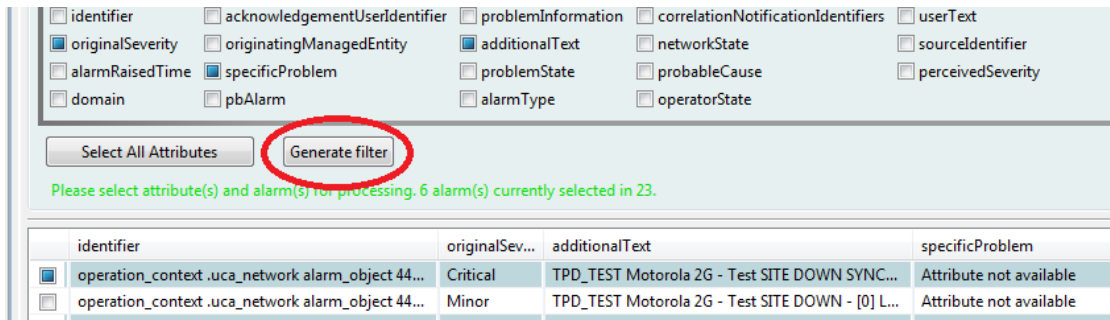 identifier acknowledgementUserIdentifier problemInformation correlationNotificationIdentifiers userText
originalSeverity originatingManagedEntity additionalText networkState sourceIdentifier
alarmRaisedTime specificProblem problemState probableCause perceivedSeverity
domain pbAlarm alarmType operatorState
Select All Attributes Generate filter
Please select attribute(s) and alarm(s) for processing. 6 alarm(s) currently selected in 23.
identifier originalSev... additionalText specificProblem
operation_context .uca_network alarm_object 44... Critical TPD_TEST Motorola 2G - Test SITE DOWN SYNC... Attribute not available
operation_context .uca_network alarm_object 44... Minor TPD_TEST Motorola 2G - Test SITE DOWN - [0] L... Attribute not available